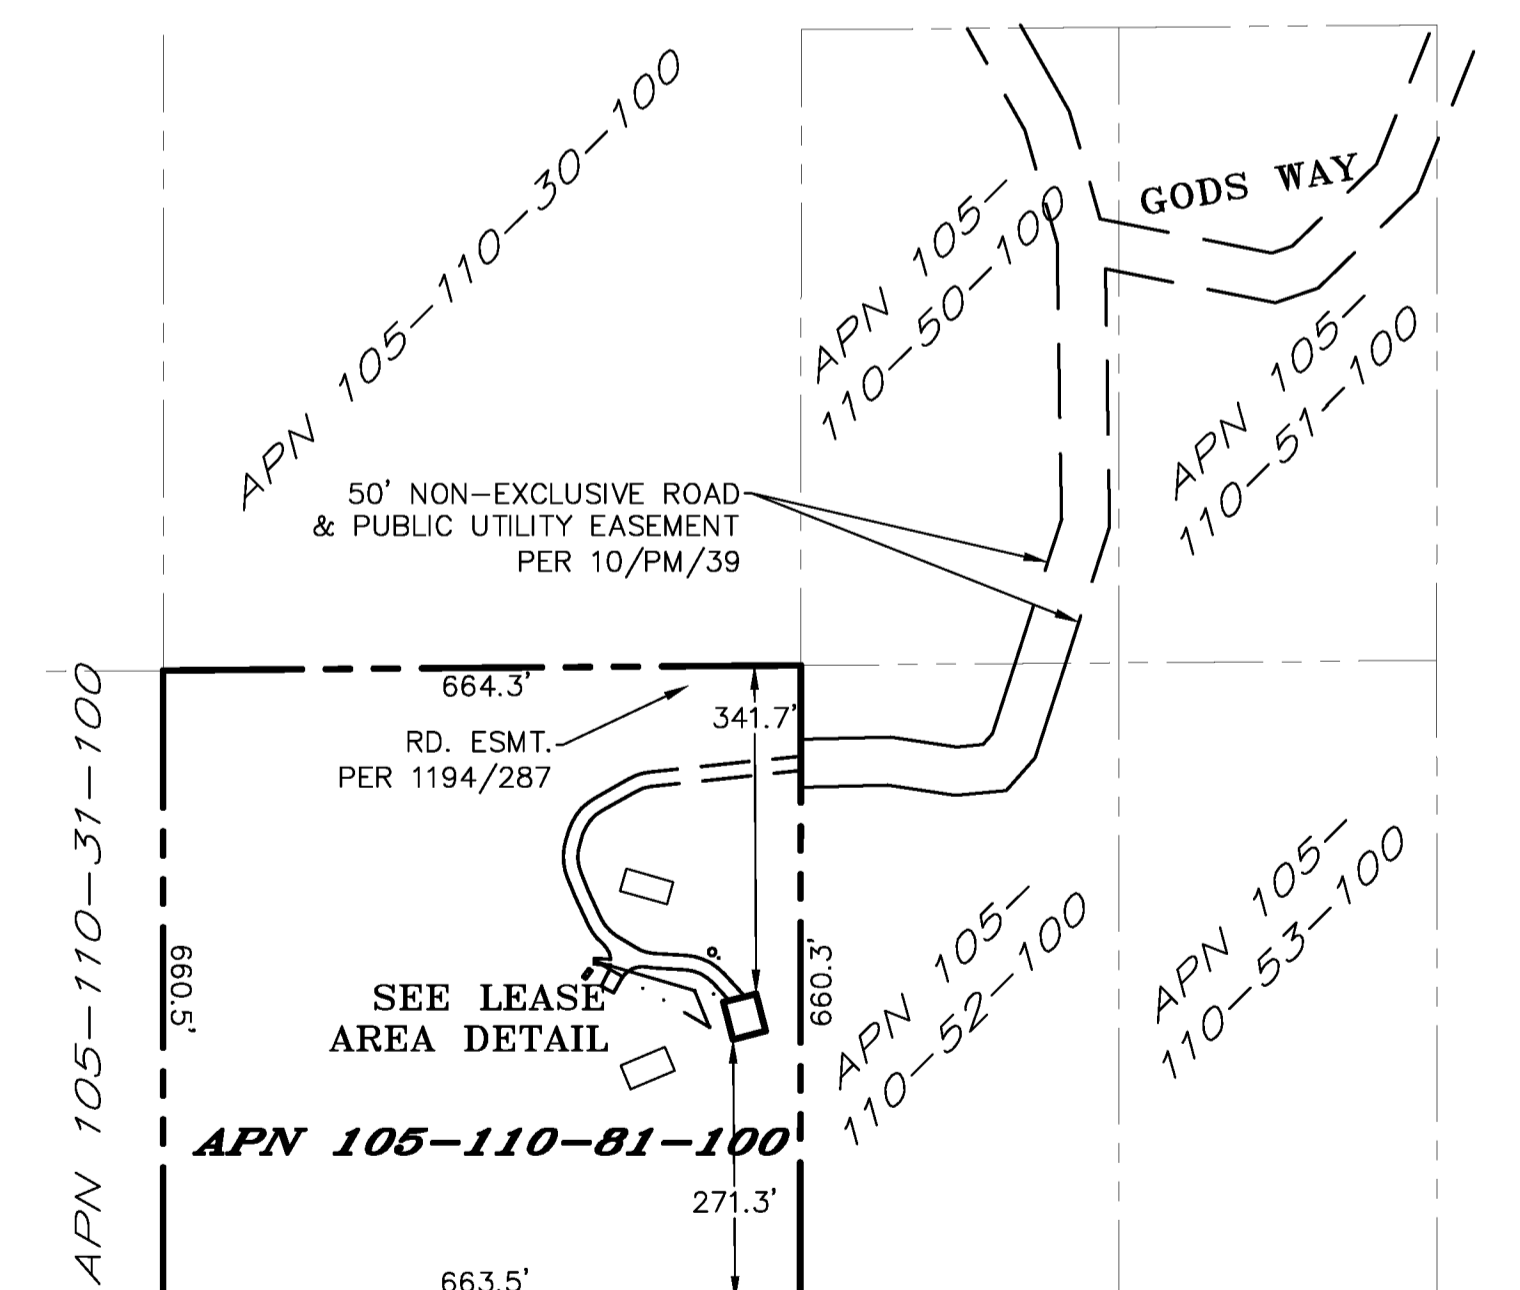 APN 105-110-30-100
APN 105-
110-50-100
GODS WAY
APN 105-
110-51-100
50' NON-EXCLUSIVE ROAD
& PUBLIC UTILITY EASEMENT
PER 10/PM/39
APN 105-110-31-100
664.3'
341.7'
RD. ESMT.
PER 1194/287
660.5'
660.3'
SEE LEASE
AREA DETAIL
APN 105-
110-52-100
APN 105-
110-53-100
APN 105-110-81-100
271.3'
663.5'